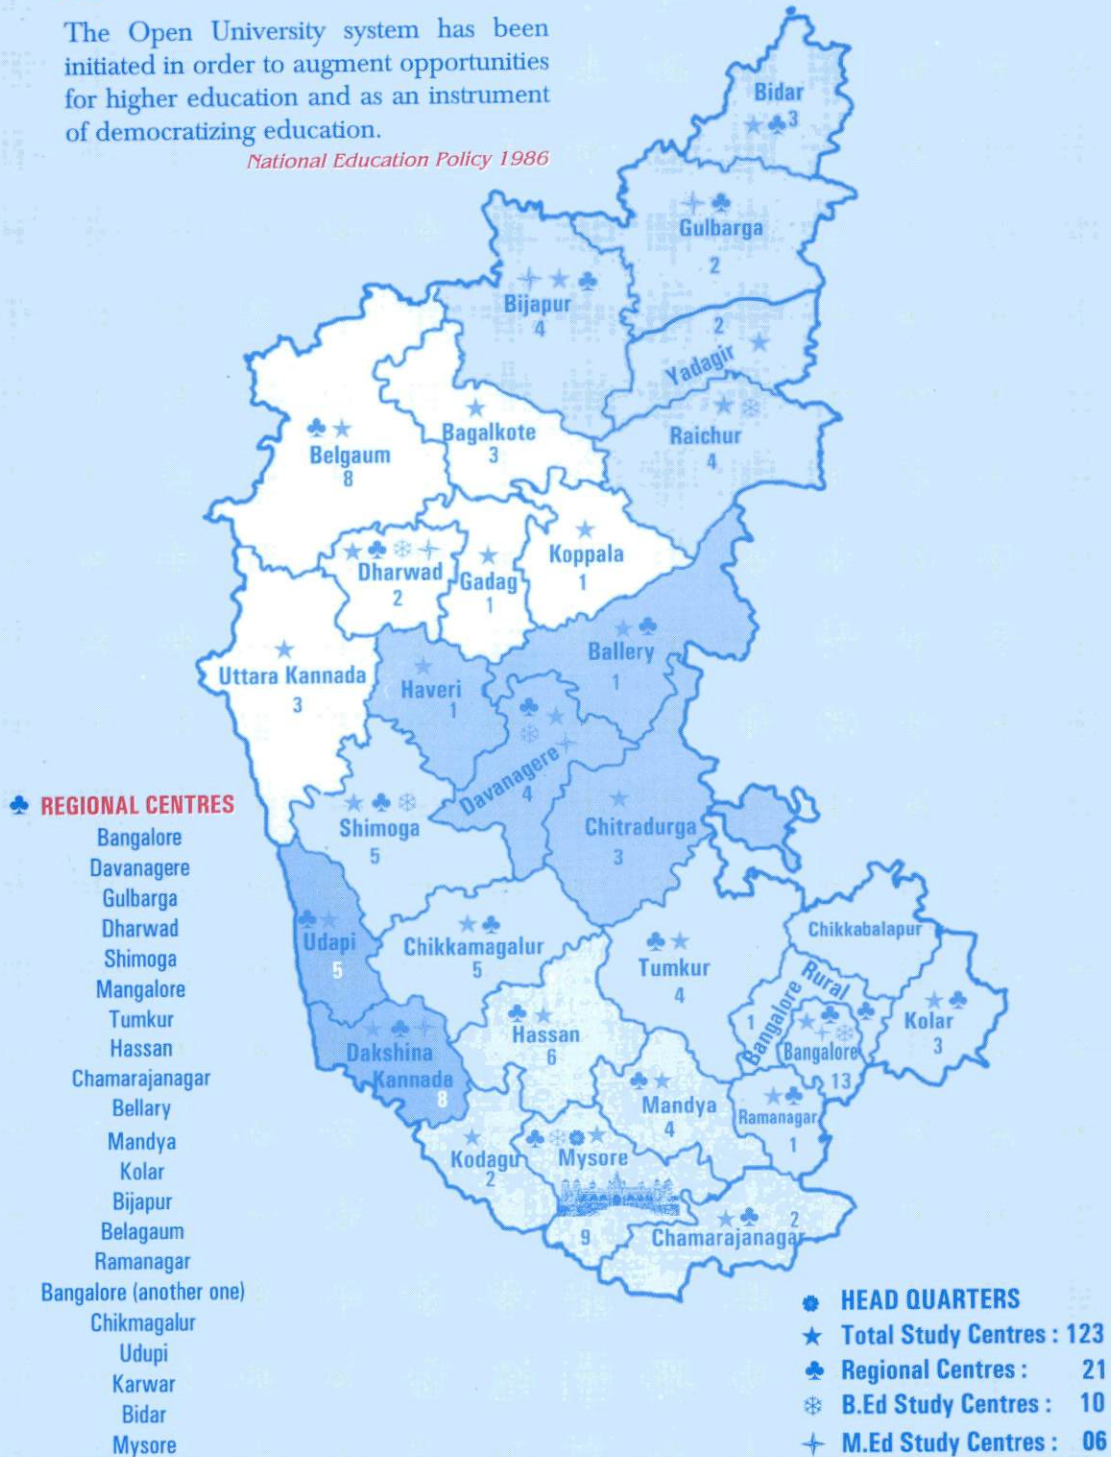 The Open University system has been
initiated in order to augment opportunities
for higher education and as an instrument
of democratizing education.
National Education Policy 1986
Bidar
3
Gulbarga
2
Bijapur
4
2
Yadagir
Raichur
4
Bagalkote
3
Belgaum
8
Koppala
1
Dharwad
2
Gadag
1
Ballery
1
Uttara Kannada
3
Haveri
1
Davanagere
4
Shimoga
5
Chitradurga
3
Udapi
5
Chikkamagalur
5
Tumkur
4
Chikkabalapur
Bangalore Rural
1
Kolar
3
Bangalore
13
Hassan
6
Dakshina
Kannada
8
Mandya
4
Ramanagar
1
Kodagu
2
Mysore
9
Chamarajanagar
2
REGIONAL CENTRES
Bangalore
Davanagere
Gulbarga
Dharwad
Shimoga
Mangalore
Tumkur
Hassan
Chamarajanagar
Bellary
Mandya
Kolar
Bijapur
Belagaum
Ramanagar
Bangalore (another one)
Chikmagalur
Udupi
Karwar
Bidar
Mysore
HEAD QUARTERS
Total Study Centres : 123
Regional Centres : 21
B.Ed Study Centres : 10
M.Ed Study Centres : 06